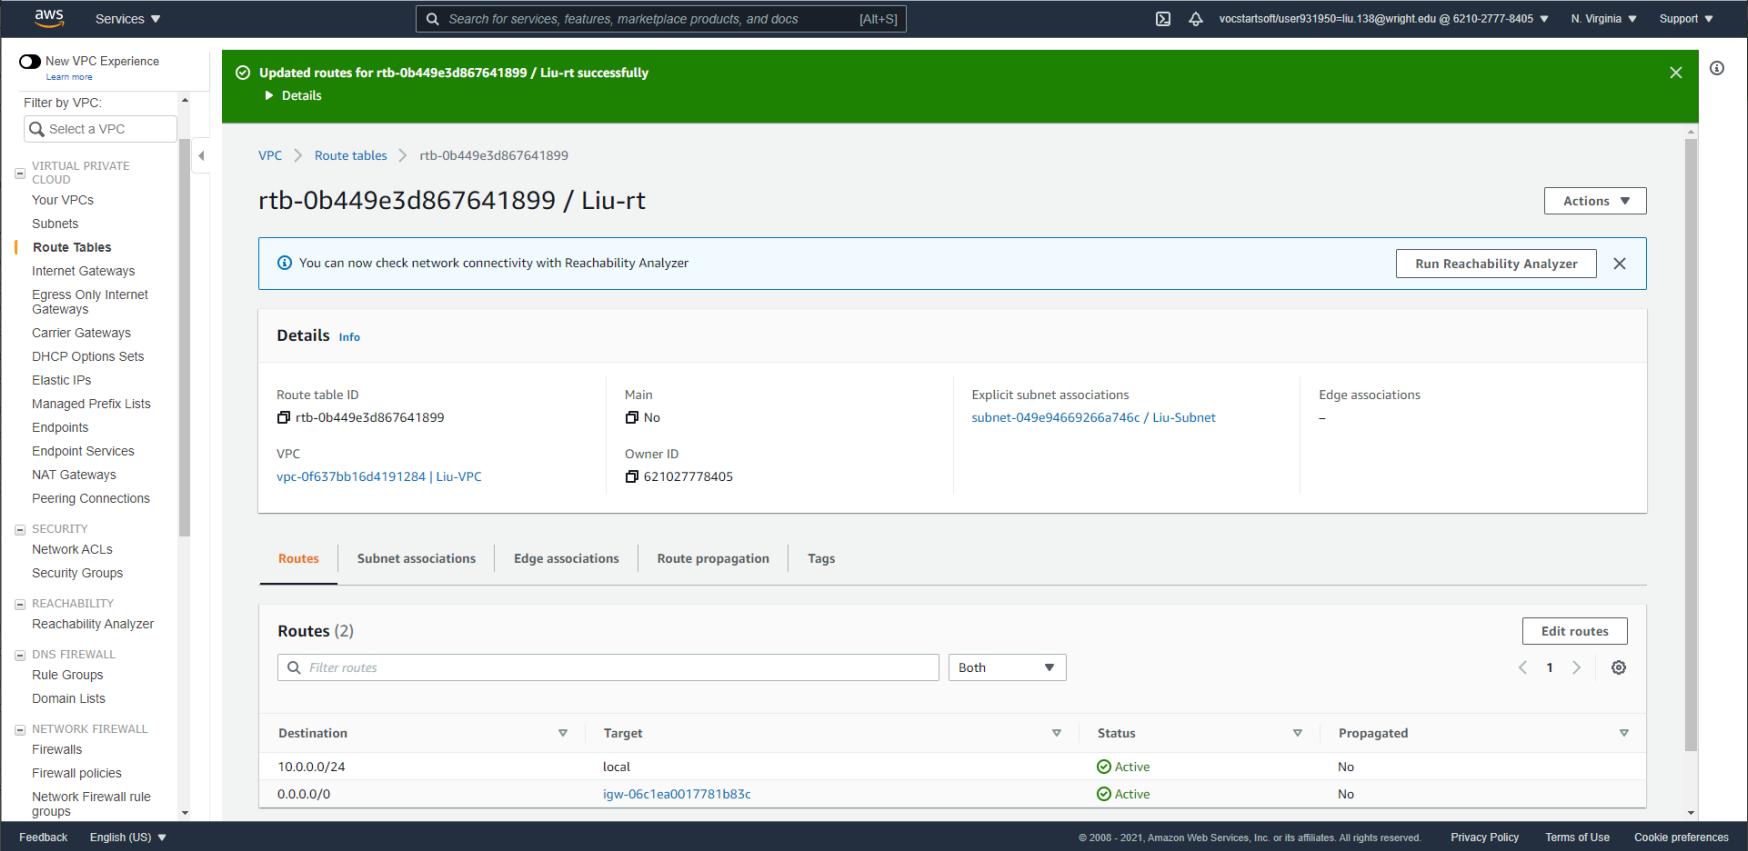 aws
Services
Search for services, features, marketplace products, and docs [Alt+S]
vocstartsoft/user931950=liu.138@wright.edu @ 6210-2777-8405
N. Virginia
Support
New VPC Experience
Learn more
Filter by VPC:
Select a VPC
VIRTUAL PRIVATE
CLOUD
Your VPCs
Subnets
Route Tables
Internet Gateways
Egress Only Internet
Gateways
Carrier Gateways
DHCP Options Sets
Elastic IPs
Managed Prefix Lists
Endpoints
Endpoint Services
NAT Gateways
Peering Connections
SECURITY
Network ACLs
Security Groups
REACHABILITY
Reachability Analyzer
DNS FIREWALL
Rule Groups
Domain Lists
NETWORK FIREWALL
Firewalls
Firewall policies
Network Firewall rule
groups
Updated routes for rtb-0b449e3d867641899 / Liu-rt successfully
Details
VPC Route tables rtb-0b449e3d867641899
rtb-0b449e3d867641899 / Liu-rt
Actions
You can now check network connectivity with Reachability Analyzer
Run Reachability Analyzer
Details Info
Route table ID
rtb-0b449e3d867641899
VPC
vpc-0f637bb16d4191284 | Liu-VPC
Main
No
Owner ID
621027778405
Explicit subnet associations
subnet-049e94669266a746c / Liu-Subnet
Edge associations
–
Routes Subnet associations Edge associations Route propagation Tags
Routes (2)
Edit routes
Filter routes
Both
1
Destination Target Status Propagated
10.0.0.0/24 local Active No
0.0.0.0/0 igw-06c1ea0017781b83c Active No
Feedback English (US)
© 2008 - 2021, Amazon Web Services, Inc. or its affiliates. All rights reserved.
Privacy Policy Terms of Use Cookie preferences